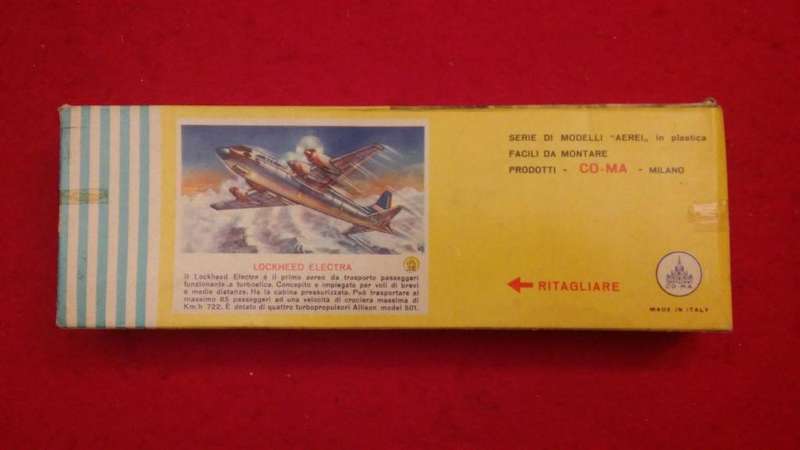 LOCKHEED ELECTRA
Il Lockheed Electra è il primo aereo da trasporto passeggeri
funzionante a turboelica. Concepito e impiegato per voli di brevi
e medie distanze. Ha la cabina pressurizzata. Può trasportare al
massimo 85 passeggeri ad una velocità di crociera massima di
Km.h 722. È dotato di quattro turbopropulsori Allison model 501.
SERIE DI MODELLI "AEREI„ in plastica
FACILI DA MONTARE
PRODOTTI - CO-MA - MILANO
RITAGLIARE
CO-MA
MADE IN ITALY